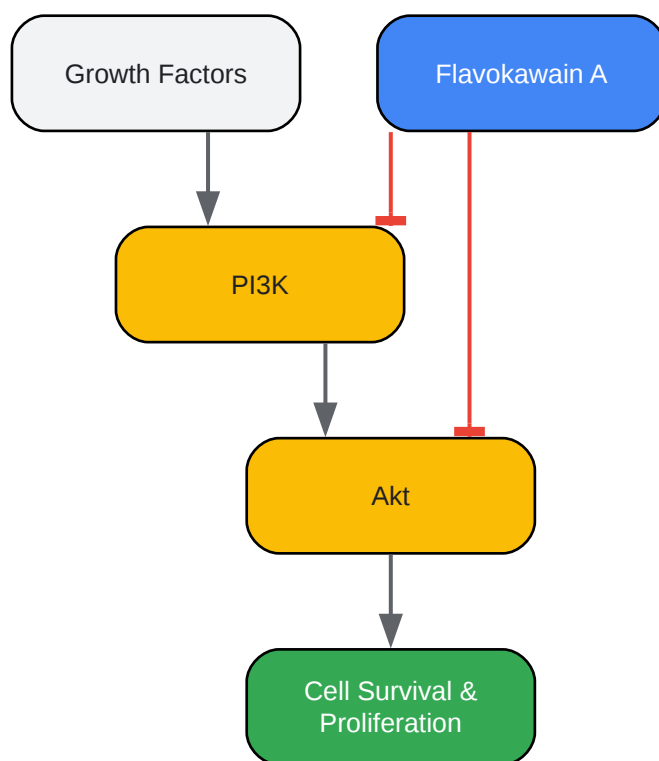 Growth Factors
Flavokawain A
PI3K
Akt
Cell Survival &
Proliferation